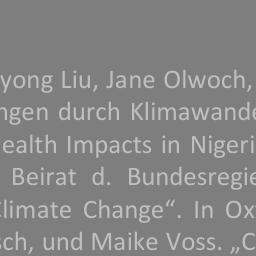 yong Liu, Jane Olwoch,
ngen durch Klimawande
ealth Impacts in Nigeri
Beirat d. Bundesregie
Climate Change“. In Ox
sch, und Maike Voss. „C